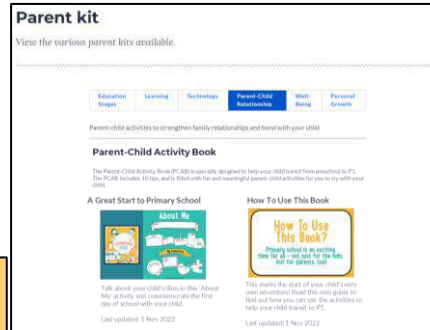 Parent kit
View the various parent kits available.
Education Stages
Learning
Technology
Parent-Child Relationship
Well-Being
Personal Growth
Parent-child activities to strengthen family relationships and bond with your child
Parent-Child Activity Book
The Parent-Child Activity Book (PCAB) is specially designed to help your child transit from preschool to P1.
The PCAB includes 10 tips, and is filled with fun and meaningful parent-child activities for you to try with your
child.
A Great Start to Primary School
About Me
Talk about your child's likes in this 'About
Me' activity and commemorate the first
day of school with your child.
Last updated: 1 Nov 2022
How To Use This Book
How To Use
This Book?
Primary school is an exciting
time for all - not just for the kids,
but for parents, too!
This marks the start of your child's very
own adventure! Read this mini guide to
find out how you can use the activities to
help your child transit to P1.
Last updated: 1 Nov 2022